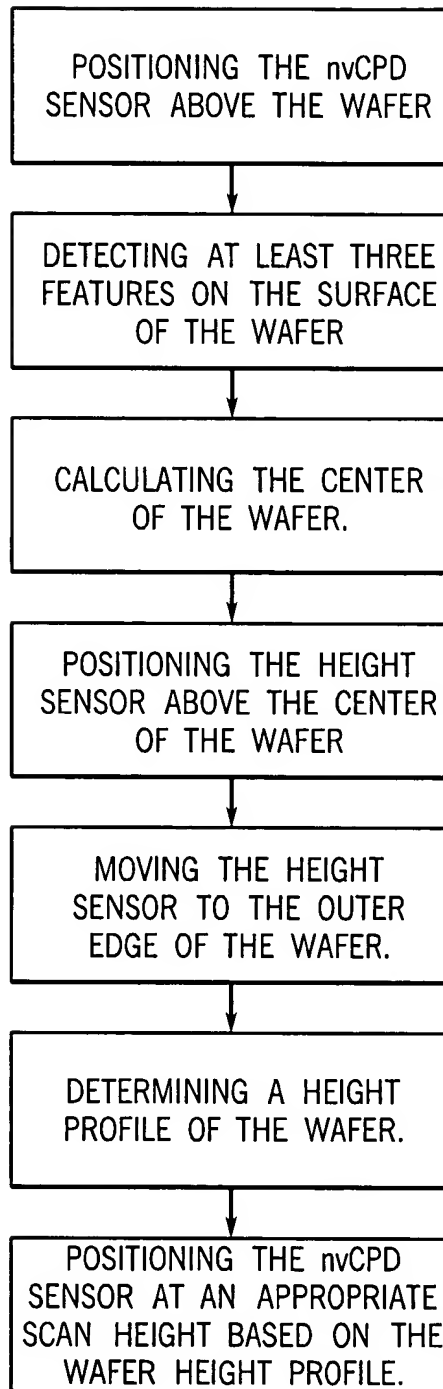 POSITIONING THE nvCPD
SENSOR ABOVE THE WAFER
DETECTING AT LEAST THREE
FEATURES ON THE SURFACE
OF THE WAFER
CALCULATING THE CENTER
OF THE WAFER.
POSITIONING THE HEIGHT
SENSOR ABOVE THE CENTER
OF THE WAFER
MOVING THE HEIGHT
SENSOR TO THE OUTER
EDGE OF THE WAFER.
DETERMINING A HEIGHT
PROFILE OF THE WAFER.
POSITIONING THE nvCPD
SENSOR AT AN APPROPRIATE
SCAN HEIGHT BASED ON THE
WAFER HEIGHT PROFILE.